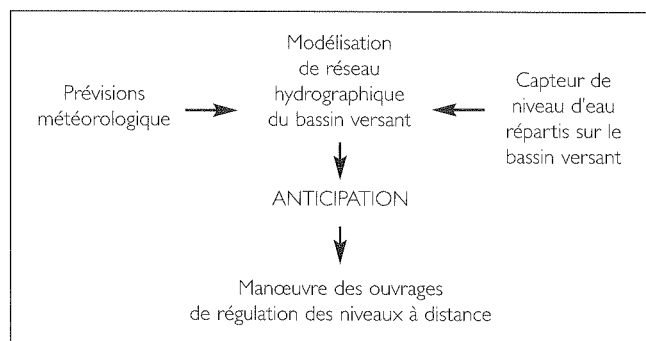 Prévisions
météorologique
Modélisation
de réseau
hydrographique
du bassin versant
Capteur de
niveau d'eau
répartis sur le
bassin versant
ANTICIPATION
Manœuvre des ouvrages
de régulation des niveaux à distance